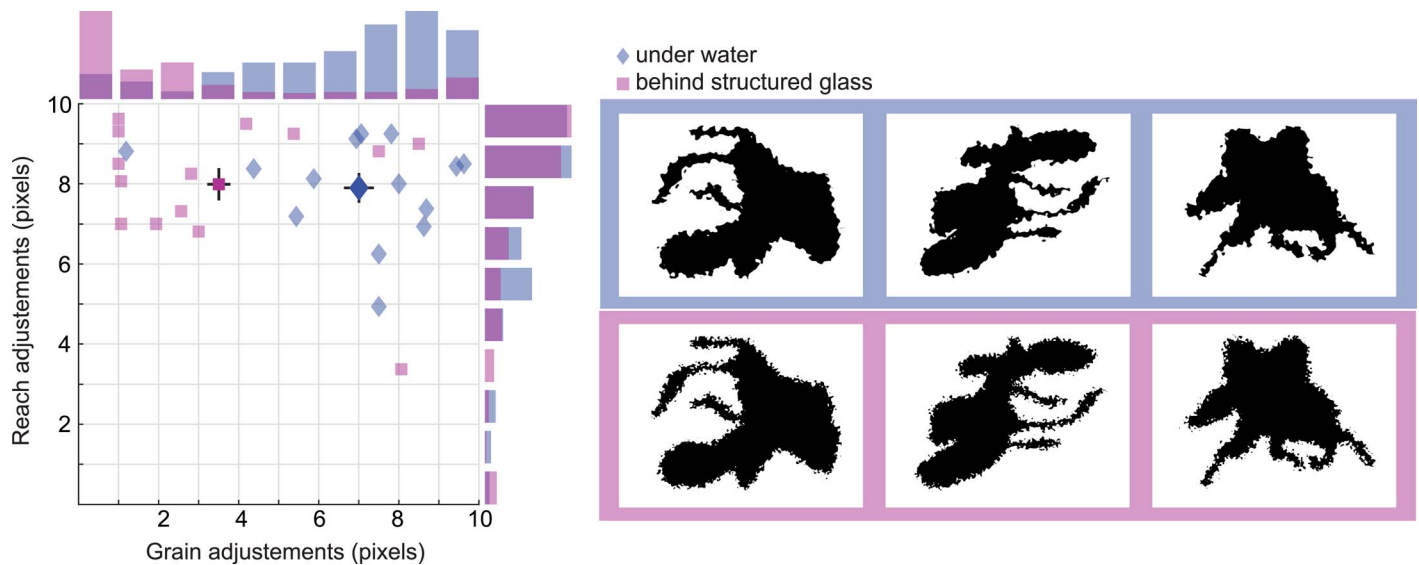 under water
behind structured glass
10
8
6
4
2
Reach adjustements (pixels)
2 4 6 8 10
Grain adjustements (pixels)